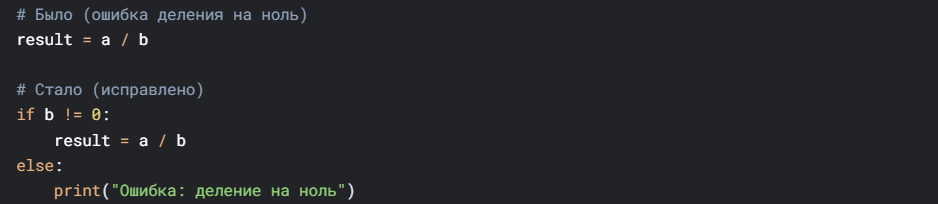 # Было (ошибка деления на ноль)
result = a / b
# Стало (исправлено)
if b != 0:
    result = a / b
else:
    print("Ошибка: деление на ноль")